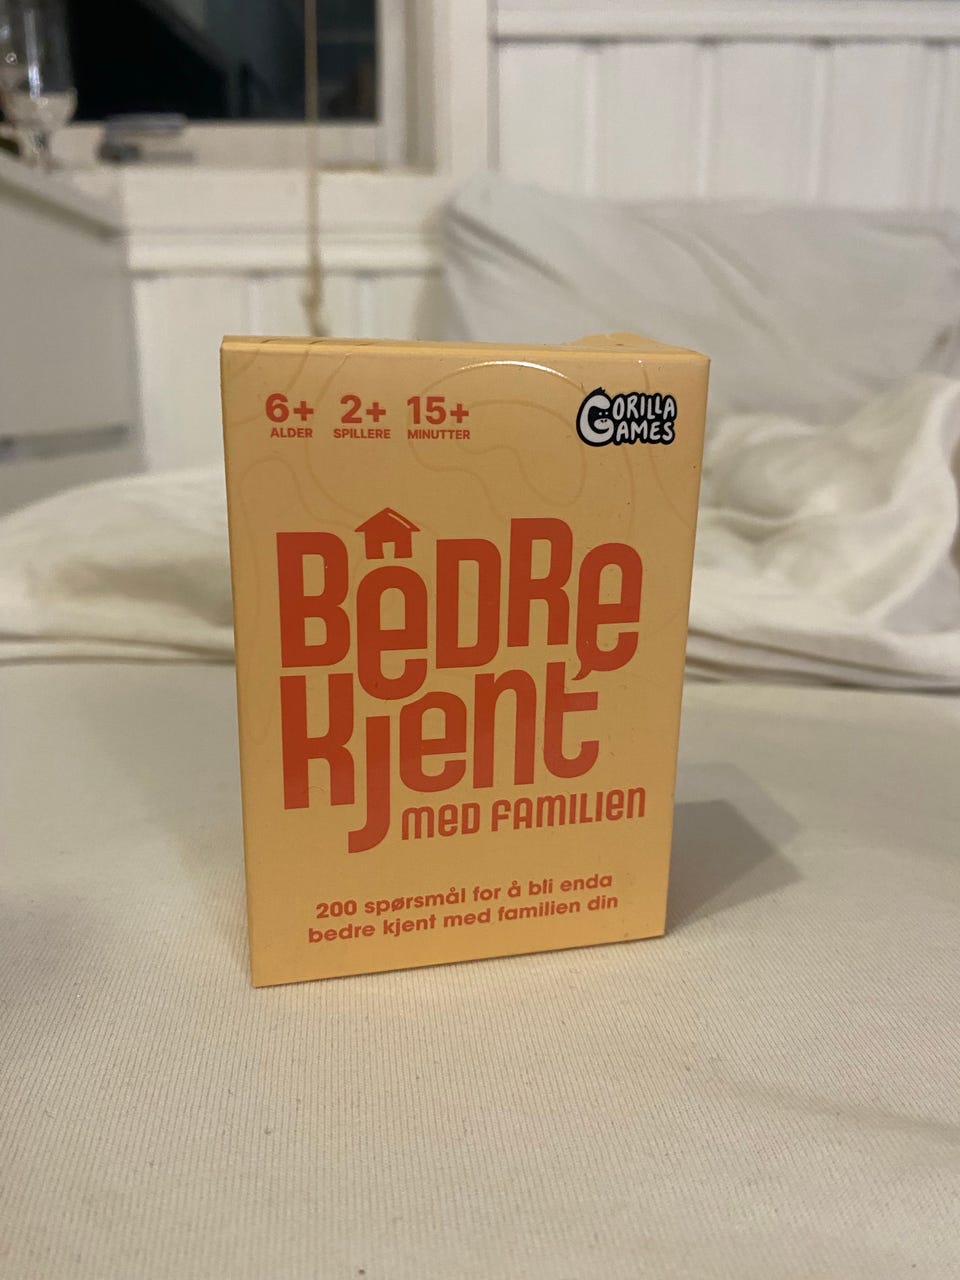 6+ 2+ 15+
ALDER SPILLERE MINUTTER
GORILLA
GAMES
BEDRE
KJENT
MED FAMILIEN
200 spørsmål for å bli enda
bedre kjent med familien din